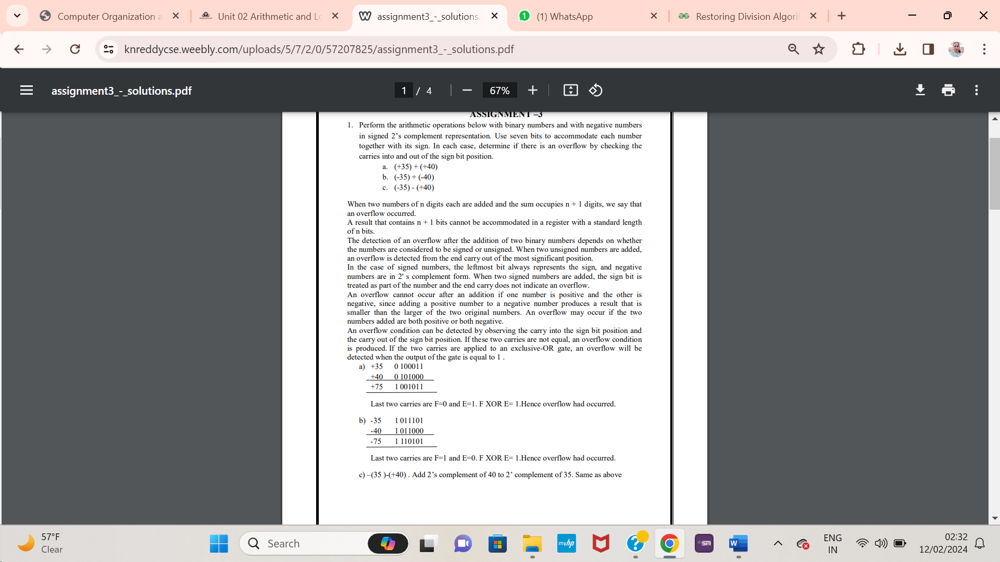 Computer Organization a
Unit 02 Arithmetic and Lo
assignment3_-_solutions.
(1) WhatsApp
Restoring Division Algorit
knreddycse.weebly.com/uploads/5/7/2/0/57207825/assignment3_-_solutions.pdf
assignment3_-_solutions.pdf
1 / 4
67%
ASSIGNMENT –3
1. Perform the arithmetic operations below with binary numbers and with negative numbers
in signed 2’s complement representation. Use seven bits to accommodate each number
together with its sign. In each case, determine if there is an overflow by checking the
carries into and out of the sign bit position.
a. (+35) + (+40)
b. (-35) + (-40)
c. (-35) - (+40)
When two numbers of n digits each are added and the sum occupies n + 1 digits, we say that
an overflow occurred.
A result that contains n + 1 bits cannot be accommodated in a register with a standard length
of n bits.
The detection of an overflow after the addition of two binary numbers depends on whether
the numbers are considered to be signed or unsigned. When two unsigned numbers are added,
an overflow is detected from the end carry out of the most significant position.
In the case of signed numbers, the leftmost bit always represents the sign, and negative
numbers are in 2' s complement form. When two signed numbers are added, the sign bit is
treated as part of the number and the end carry does not indicate an overflow.
An overflow cannot occur after an addition if one number is positive and the other is
negative, since adding a positive number to a negative number produces a result that is
smaller than the larger of the two original numbers. An overflow may occur if the two
numbers added are both positive or both negative.
An overflow condition can be detected by observing the carry into the sign bit position and
the carry out of the sign bit position. If these two carries are not equal, an overflow condition
is produced. If the two carries are applied to an exclusive-OR gate, an overflow will be
detected when the output of the gate is equal to 1 .
a) +35 0 100011
+40 0 101000
+75 1 001011
Last two carries are F=0 and E=1. F XOR E= 1.Hence overflow had occurred.
b) -35 1 011101
-40 1 011000
-75 1 110101
Last two carries are F=1 and E=0. F XOR E= 1.Hence overflow had occurred.
c) –(35 )-(+40) . Add 2’s complement of 40 to 2’ complement of 35. Same as above
57°F
Clear
Search
myhp
SM
W
ENG
IN
02:32
12/02/2024